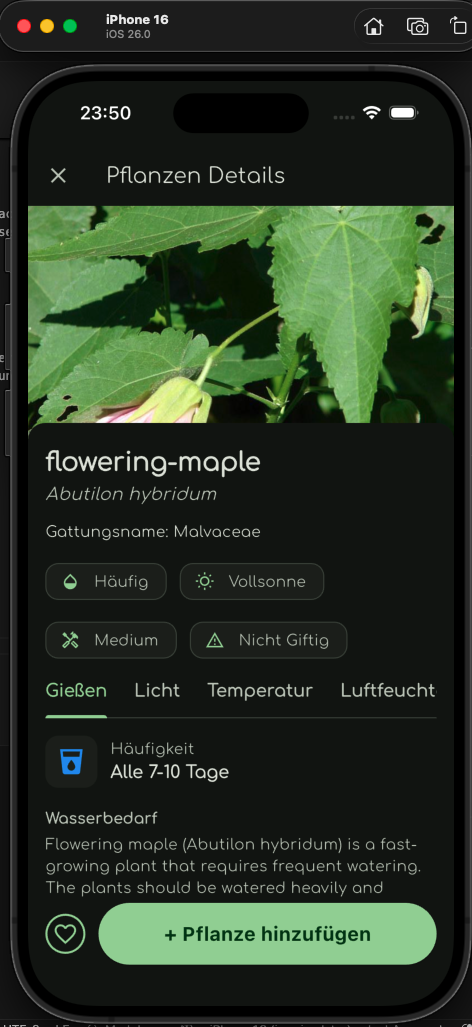 iPhone 16
iOS 26.0
23:50
Pflanzen Details
flowering-maple
Abutilon hybridum
Gattungsname: Malvaceae
Häufig
Vollsonne
Medium
Nicht Giftig
Gießen
Licht
Temperatur
Luftfeucht
Häufigkeit
Alle 7-10 Tage
Wasserbedarf
Flowering maple (Abutilon hybridum) is a fast-
growing plant that requires frequent watering.
The plants should be watered heavily and
+ Pflanze hinzufügen